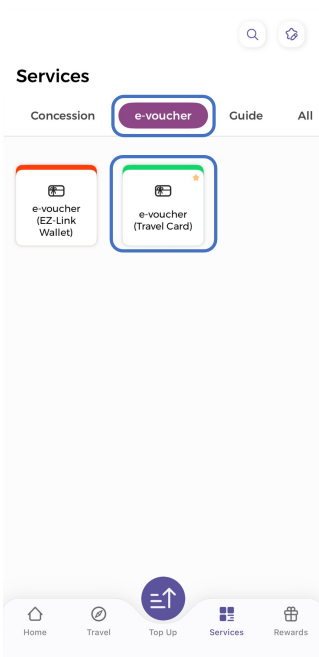 Services
Concession e-voucher Guide All
e-voucher
(EZ-Link
Wallet)
e-voucher
(Travel Card)
Home Travel Top Up Services Rewards